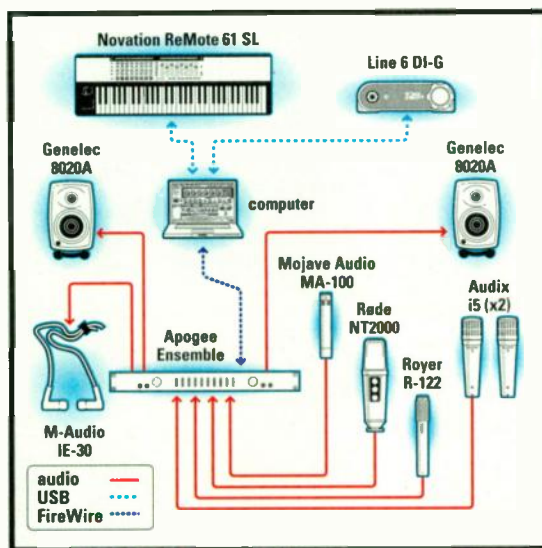 Novation ReMote 61 SL
Line 6 DI-G
Genelec
8020A
computer
Genelec
8020A
Mojave Audio
MA-100
Røde
NT2000
Audix
i5 (x2)
Royer
R-122
Apogee
Ensemble
M-Audio
IE-30
audio
USB
FireWire